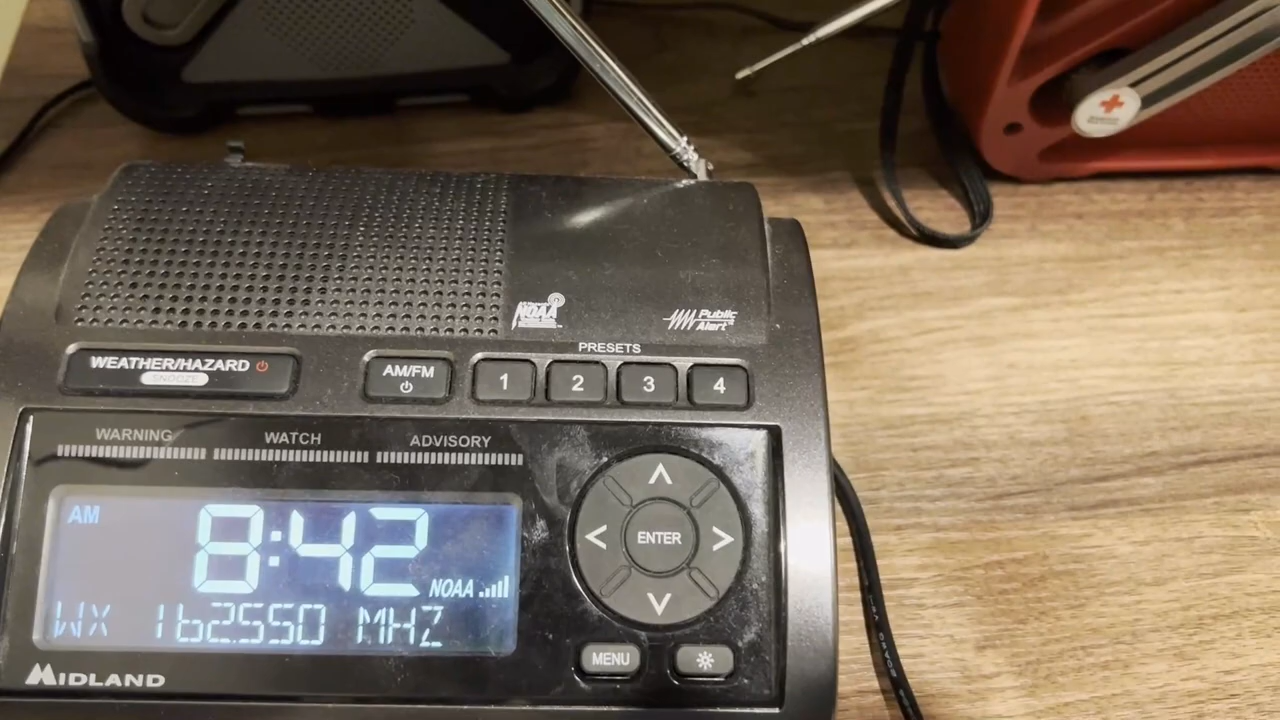 NOAA
Public
Alert
PRESETS
WEATHER/HAZARD
SNOOZE
AM/FM
1
2
3
4
WARNING
WATCH
ADVISORY
AM
8:42
NOAA
WX 162550 MHZ
<
ENTER
>
MENU
MIDLAND